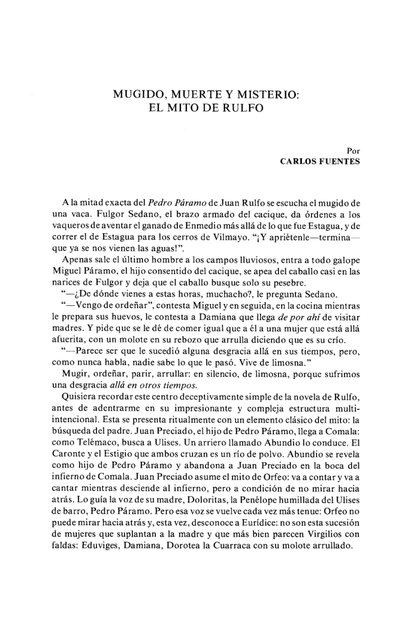 MUGIDO, MUERTE Y MISTERIO:
EL MITO DE RULFO
Por
CARLOS FUENTES
A la mitad exacta del Pedro Páramo de Juan Rulfo se escucha el mugido de
una vaca. Fulgor Sedano, el brazo armado del cacique, da órdenes a los
vaqueros de aventar el ganado de Enmedio más allá de lo que fue Estagua, y de
correr el de Estagua para los cerros de Vilmayo. “¡Y apriétenle—termina—
que ya se nos vienen las aguas!”.
Apenas sale el último hombre a los campos lluviosos, entra a todo galope
Miguel Páramo, el hijo consentido del cacique, se apea del caballo casi en las
narices de Fulgor y deja que el caballo busque solo su pesebre.
“—¿De dónde vienes a estas horas, muchacho?, le pregunta Sedano.
“—Vengo de ordeñar”, contesta Miguel y en seguida, en la cocina mientras
le prepara sus huevos, le contesta a Damiana que llega de por ahí de visitar
madres. Y pide que se le dé de comer igual que a él a una mujer que está allá
afuerita, con un molote en su rebozo que arrulla diciendo que es su crío.
“—Parece ser que le sucedió alguna desgracia allá en sus tiempos, pero,
como nunca habla, nadie sabe lo que le pasó. Vive de limosna.”
Mugir, ordeñar, parir, arrullar: en silencio, de limosna, porque sufrimos
una desgracia allá en otros tiempos.
Quisiera recordar este centro deceptivamente simple de la novela de Rulfo,
antes de adentrarme en su impresionante y compleja estructura multi-
intencional. Esta se presenta ritualmente con un elemento clásico del mito: la
búsqueda del padre. Juan Preciado, el hijo de Pedro Páramo, llega a Comala:
como Telémaco, busca a Ulises. Un arriero llamado Abundio lo conduce. El
Caronte y el Estigio que ambos cruzan es un río de polvo. Abundio se revela
como hijo de Pedro Páramo y abandona a Juan Preciado en la boca del
infierno de Comala. Juan Preciado asume el mito de Orfeo: va a contar y va a
cantar mientras desciende al infierno, pero a condición de no mirar hacia
atrás. Lo guía la voz de su madre, Doloritas, la Penélope humillada del Ulises
de barro, Pedro Páramo. Pero esa voz se vuelve cada vez más tenue: Orfeo no
puede mirar hacia atrás y, esta vez, desconoce a Eurídice: no son esta sucesión
de mujeres que suplantan a la madre y que más bien parecen Virgilios con
faldas: Eduviges, Damiana, Dorotea la Cuarraca con su molote arrullado.